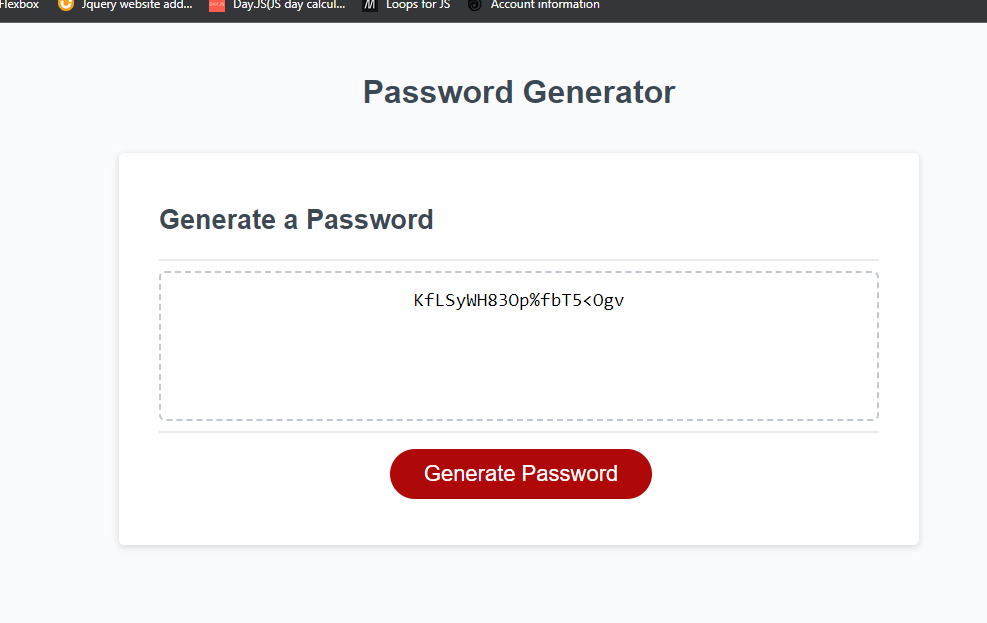 Flexbox Jquery website add... DayJS(JS day calcul... Loops for JS Account information
Password Generator
Generate a Password
KfLSyWH83Op%fbT5<Ogv
Generate Password